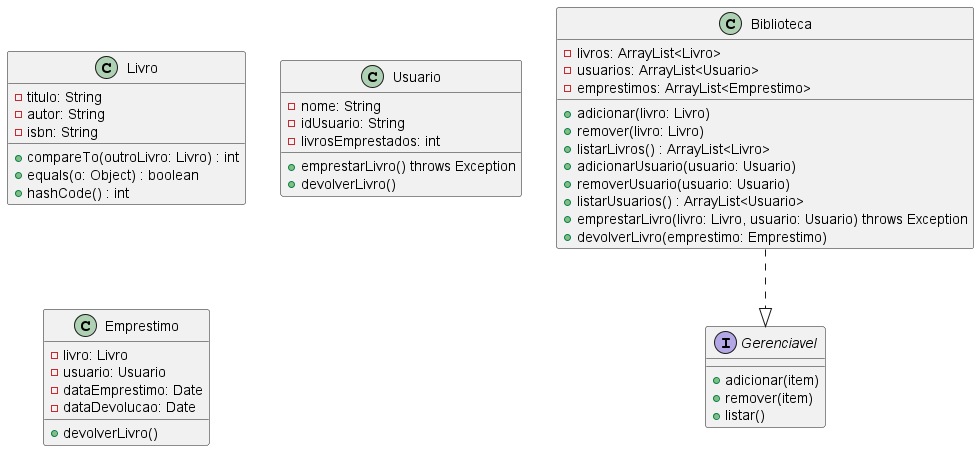 C Livro
titulo: String
autor: String
isbn: String
compareTo(outroLivro: Livro) : int
equals(o: Object) : boolean
hashCode() : int
C Usuario
nome: String
idUsuario: String
livrosEmprestados: int
emprestarLivro() throws Exception
devolverLivro()
C Biblioteca
livros: ArrayList<Livro>
usuarios: ArrayList<Usuario>
emprestimos: ArrayList<Emprestimo>
adicionar(livro: Livro)
remover(livro: Livro)
listarLivros() : ArrayList<Livro>
adicionarUsuario(usuario: Usuario)
removerUsuario(usuario: Usuario)
listarUsuarios() : ArrayList<Usuario>
emprestarLivro(livro: Livro, usuario: Usuario) throws Exception
devolverLivro(emprestimo: Emprestimo)
C Emprestimo
livro: Livro
usuario: Usuario
dataEmprestimo: Date
dataDevolucao: Date
devolverLivro()
I Gerenciavel
adicionar(item)
remover(item)
listar()